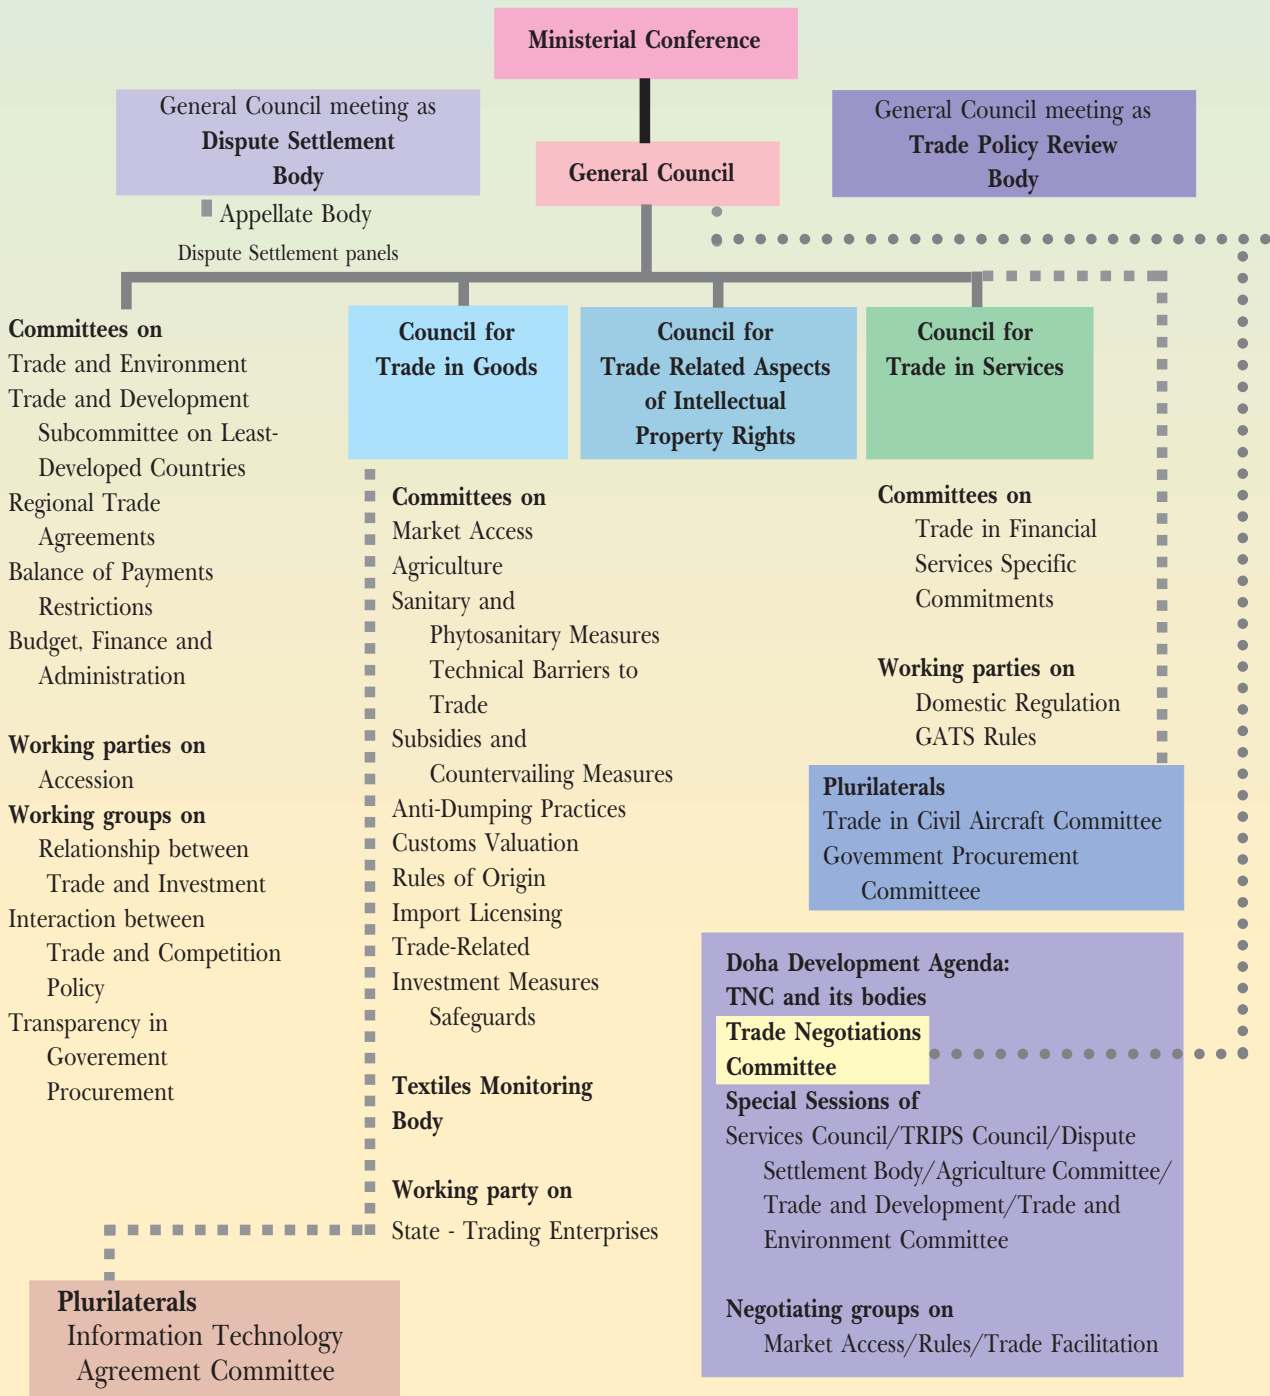 Ministerial Conference
General Council meeting as
Dispute Settlement
Body
General Council
General Council meeting as
Trade Policy Review
Body
Appellate Body
Dispute Settlement panels
Committees on
Trade and Environment
Trade and Development
Subcommittee on Least-
Developed Countries
Regional Trade
Agreements
Balance of Payments
Restrictions
Budget, Finance and
Administration
Working parties on
Accession
Working groups on
Relationship between
Trade and Investment
Interaction between
Trade and Competition
Policy
Transparency in
Goverement
Procurement
Council for
Trade in Goods
Committees on
Market Access
Agriculture
Sanitary and
Phytosanitary Measures
Technical Barriers to
Trade
Subsidies and
Countervailing Measures
Anti-Dumping Practices
Customs Valuation
Rules of Origin
Import Licensing
Trade-Related
Investment Measures
Safeguards
Textiles Monitoring
Body
Working party on
State - Trading Enterprises
Plurilaterals
Information Technology
Agreement Committee
Council for
Trade Related Aspects
of Intellectual
Property Rights
Council for
Trade in Services
Committees on
Trade in Financial
Services Specific
Commitments
Working parties on
Domestic Regulation
GATS Rules
Plurilaterals
Trade in Civil Aircraft Committee
Govemment Procurement
Committeee
Doha Development Agenda:
TNC and its bodies
Trade Negotiations
Committee
Special Sessions of
Services Council/TRIPS Council/Dispute
Settlement Body/Agriculture Committee/
Trade and Development/Trade and
Environment Committee
Negotiating groups on
Market Access/Rules/Trade Facilitation